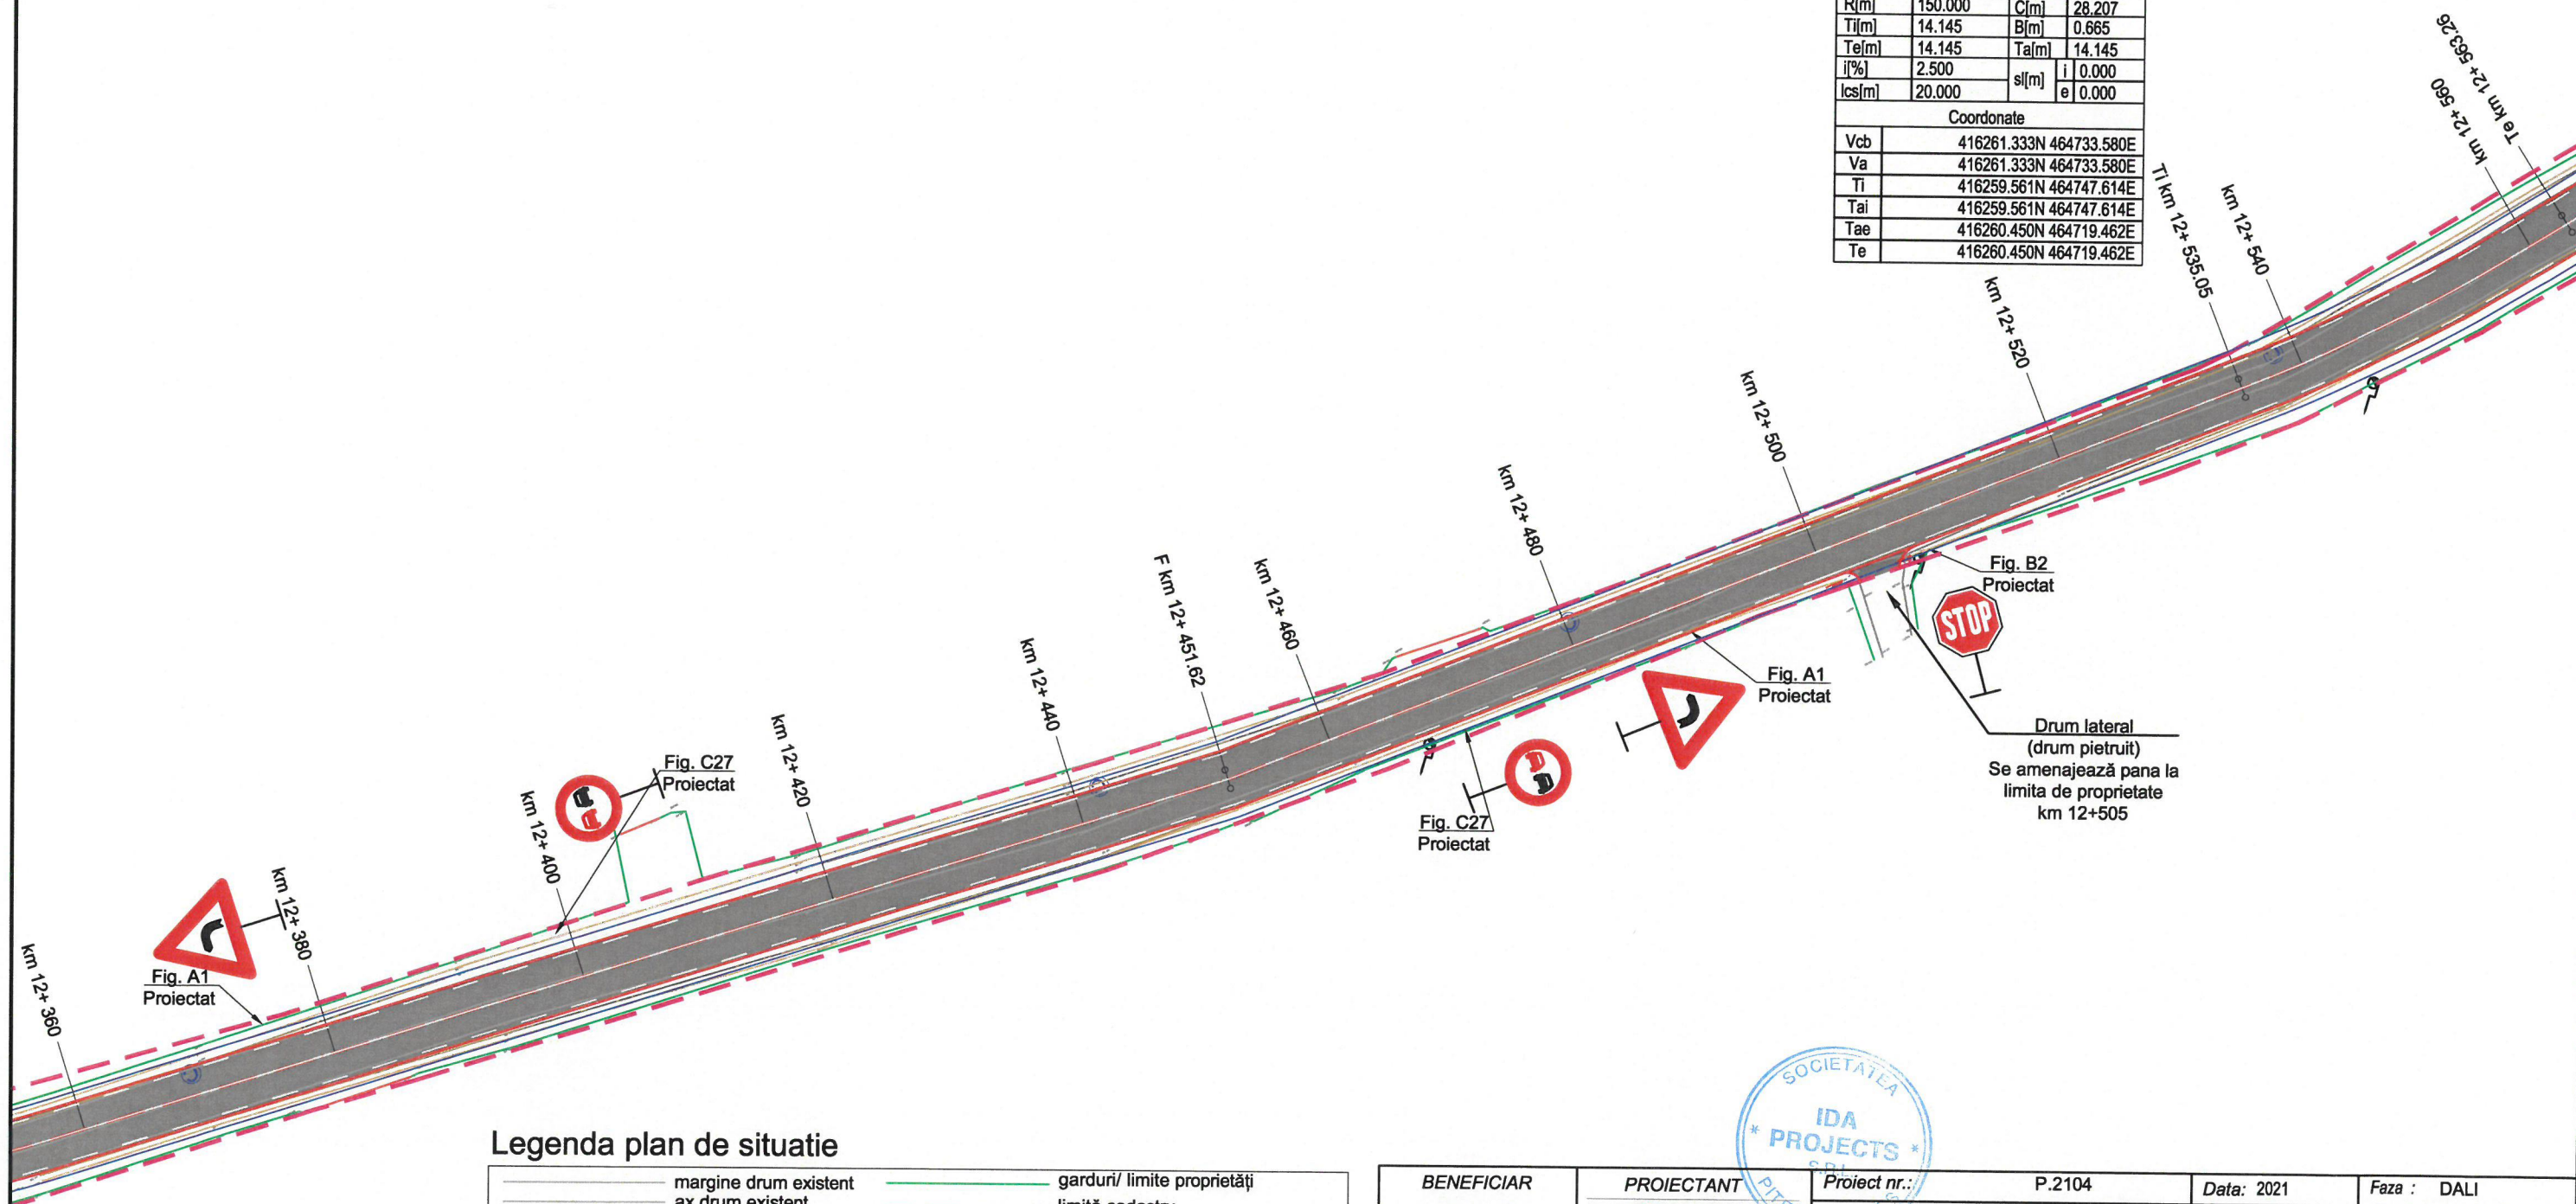 R[m] 150.000 C[m] 28.207
Ti[m] 14.145 B[m] 0.665
Te[m] 14.145 Ta[m] 14.145
i[%] 2.500 sl[m] i 0.000
lcs[m] 20.000 e 0.000
Coordonate
Vcb 416261.333N 464733.580E
Va 416261.333N 464733.580E
Ti 416259.561N 464747.614E
Tai 416259.561N 464747.614E
Tae 416260.450N 464719.462E
Te 416260.450N 464719.462E
Te km 12+ 563.26
km 12+ 560
km 12+ 540
Ti km 12+ 535.05
km 12+ 520
km 12+ 500
km 12+ 480
km 12+ 460
F km 12+ 451.62
km 12+ 440
km 12+ 420
km 12+ 400
km 12+ 380
km 12+ 360
Fig. B2
Proiectat
STOP
Fig. A1
Proiectat
Drum lateral
(drum pietruit)
Se amenajează pana la
limita de proprietate
km 12+505
Fig. C27
Proiectat
Fig. C27
Proiectat
Fig. A1
Proiectat
SOCIETATEA
IDA
PROJECTS
S.R.L.
Legenda plan de situatie
margine drum existent
garduri/ limite proprietăți
ax drum existent
limită cadastru
BENEFICIAR
PROIECTANT
Proiect nr.: P.2104
Data: 2021
Faza : DALI